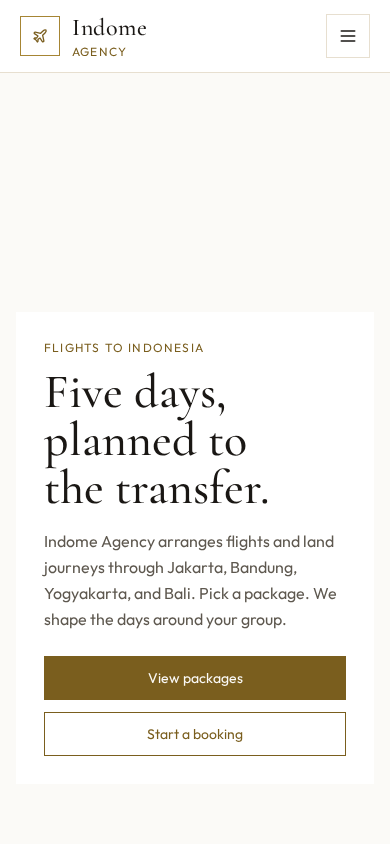 Indome
AGENCY
FLIGHTS TO INDONESIA
Five days,
planned to
the transfer.
Indome Agency arranges flights and land
journeys through Jakarta, Bandung,
Yogyakarta, and Bali. Pick a package. We
shape the days around your group.
View packages
Start a booking